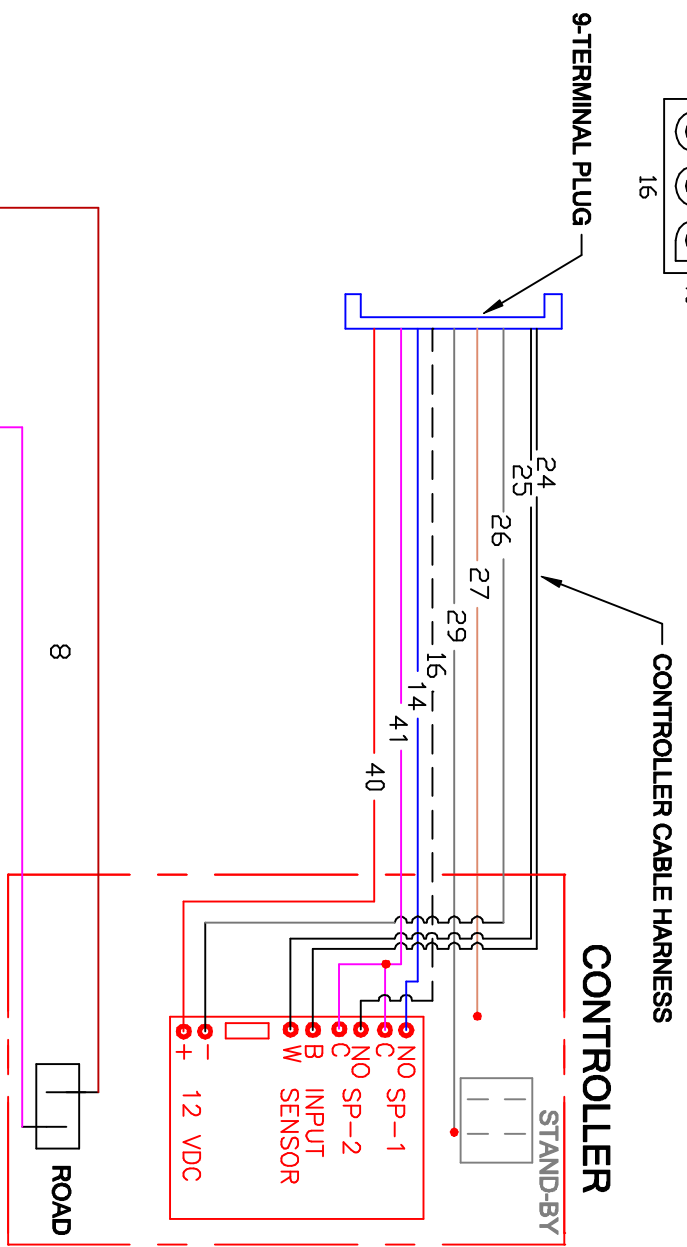 9-TERMINAL PLUG
16
CONTROLLER CABLE HARNESS
24
25
26
27
29
16
14
41
40
8
CONTROLLER
STAND-BY
NO
C
SP-1
NO
C
SP-2
B
W
INPUT
SENSOR
-
+
12 VDC
ROAD